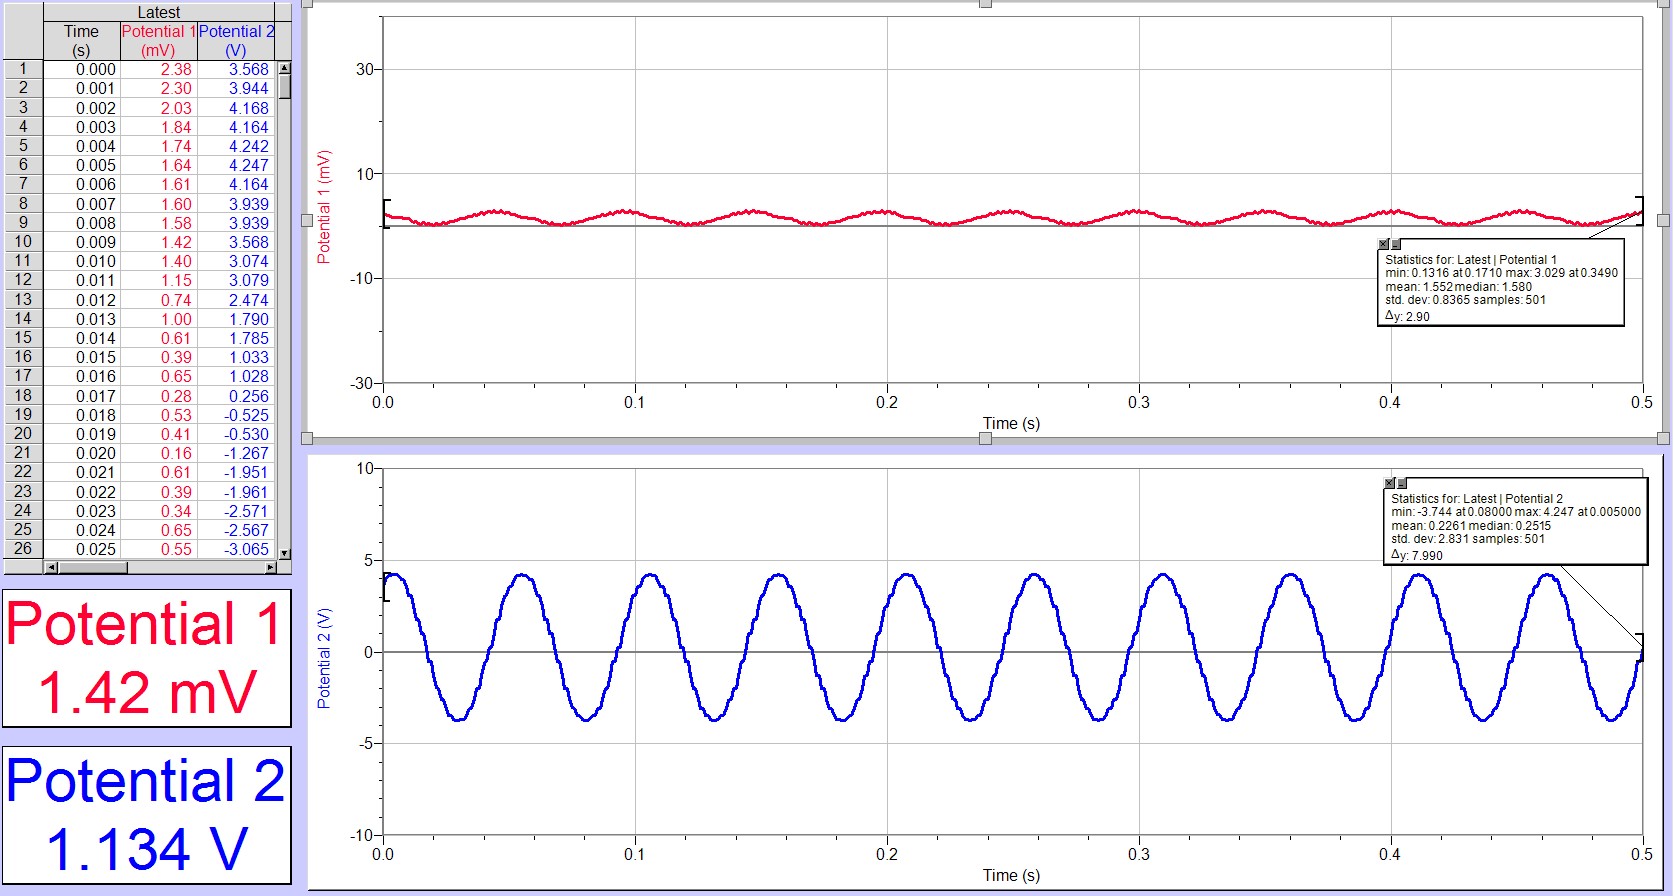 Latest
Time Potential 1 Potential 2
(s) (mV) (V)
1 0.000 2.38 3.568
2 0.001 2.30 3.944
3 0.002 2.03 4.168
4 0.003 1.84 4.164
5 0.004 1.74 4.242
6 0.005 1.64 4.247
7 0.006 1.61 4.164
8 0.007 1.60 3.939
9 0.008 1.58 3.939
10 0.009 1.42 3.568
11 0.010 1.40 3.074
12 0.011 1.15 3.079
13 0.012 0.74 2.474
14 0.013 1.00 1.790
15 0.014 0.61 1.785
16 0.015 0.39 1.033
17 0.016 0.65 1.028
18 0.017 0.28 0.256
19 0.018 0.53 -0.525
20 0.019 0.41 -0.530
21 0.020 0.16 -1.267
22 0.021 0.61 -1.951
23 0.022 0.39 -1.961
24 0.023 0.34 -2.571
25 0.024 0.65 -2.567
26 0.025 0.55 -3.065
Potential 1
1.42 mV
Potential 2
1.134 V
Potential 1 (mV)
30
10
-10
-30
0.0 0.1 0.2 0.3 0.4 0.5
Time (s)
Statistics for: Latest | Potential 1
min: 0.1316 at 0.1710 max: 3.029 at 0.3490
mean: 1.552 median: 1.580
std. dev: 0.8365 samples: 501
Δy: 2.90
Potential 2 (V)
10
5
0
-5
-10
0.0 0.1 0.2 0.3 0.4 0.5
Time (s)
Statistics for: Latest | Potential 2
min: -3.744 at 0.08000 max: 4.247 at 0.005000
mean: 0.2261 median: 0.2515
std. dev: 2.831 samples: 501
Δy: 7.990